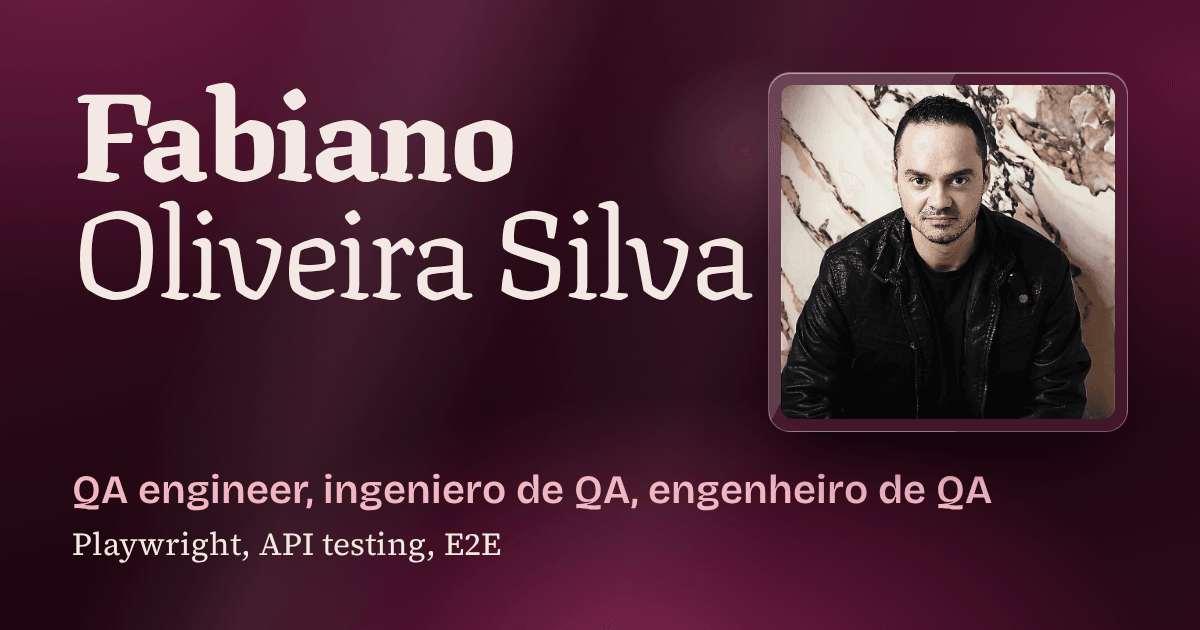 Fabiano
Oliveira Silva
QA engineer, ingeniero de QA, engenheiro de QA
Playwright, API testing, E2E